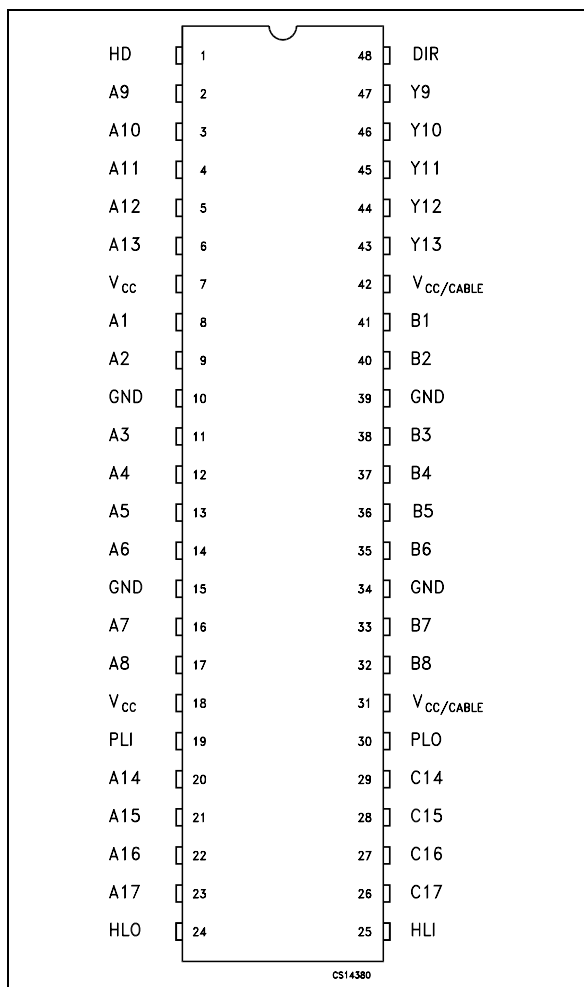 HD 1 48 DIR
A9 2 47 Y9
A10 3 46 Y10
A11 4 45 Y11
A12 5 44 Y12
A13 6 43 Y13
VCC 7 42 VCC/CABLE
A1 8 41 B1
A2 9 40 B2
GND 10 39 GND
A3 11 38 B3
A4 12 37 B4
A5 13 36 B5
A6 14 35 B6
GND 15 34 GND
A7 16 33 B7
A8 17 32 B8
VCC 18 31 VCC/CABLE
PLI 19 30 PLO
A14 20 29 C14
A15 21 28 C15
A16 22 27 C16
A17 23 26 C17
HLO 24 25 HLI
CS14380